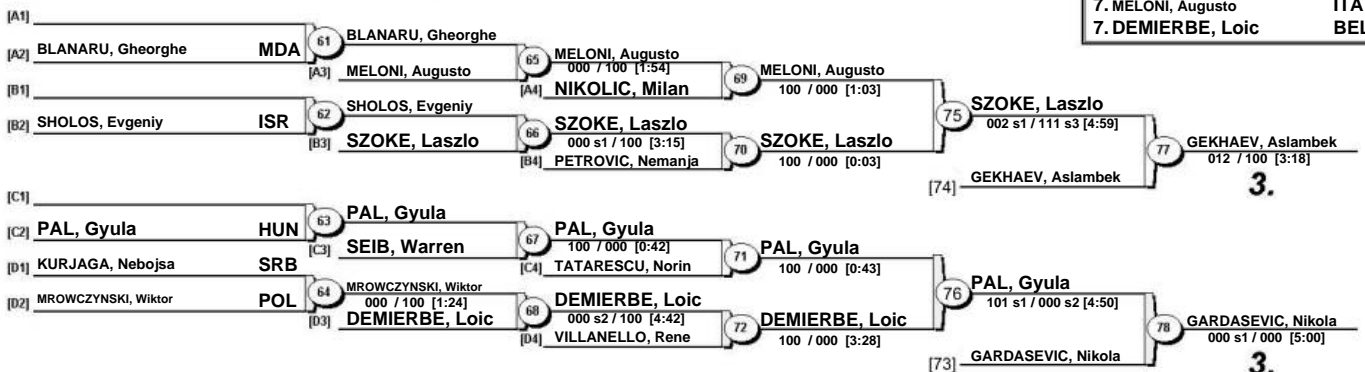 7. MELONI, Augusto ITA
7. DEMIERBE, Loic BEL
[A1]
[A2] BLANARU, Gheorghe MDA
61
BLANARU, Gheorghe
[A3] MELONI, Augusto
65
MELONI, Augusto
000 / 100 [1:54]
[A4] NIKOLIC, Milan
69
MELONI, Augusto
100 / 000 [1:03]
[B1]
[B2] SHOLOS, Evgeniy ISR
62
SHOLOS, Evgeniy
[B3] SZOKE, Laszlo
66
SZOKE, Laszlo
000 s1 / 100 [3:15]
[B4] PETROVIC, Nemanja
70
SZOKE, Laszlo
100 / 000 [0:03]
75
SZOKE, Laszlo
002 s1 / 111 s3 [4:59]
[74] GEKHAEV, Aslambek
77
GEKHAEV, Aslambek
012 / 100 [3:18]
3.
[C1]
[C2] PAL, Gyula HUN
63
PAL, Gyula
[C3] SEIB, Warren
67
PAL, Gyula
100 / 000 [0:42]
[C4] TATARESCU, Norin
71
PAL, Gyula
100 / 000 [0:43]
[D1] KURJAGA, Nebojsa SRB
[D2] MROWCZYNSKI, Wiktor POL
64
MROWCZYNSKI, Wiktor
000 / 100 [1:24]
[D3] DEMIERBE, Loic
68
DEMIERBE, Loic
000 s2 / 100 [4:42]
[D4] VILLANELLO, Rene
72
DEMIERBE, Loic
100 / 000 [3:28]
76
PAL, Gyula
101 s1 / 000 s2 [4:50]
[73] GARDASEVIC, Nikola
78
GARDASEVIC, Nikola
000 s1 / 000 [5:00]
3.